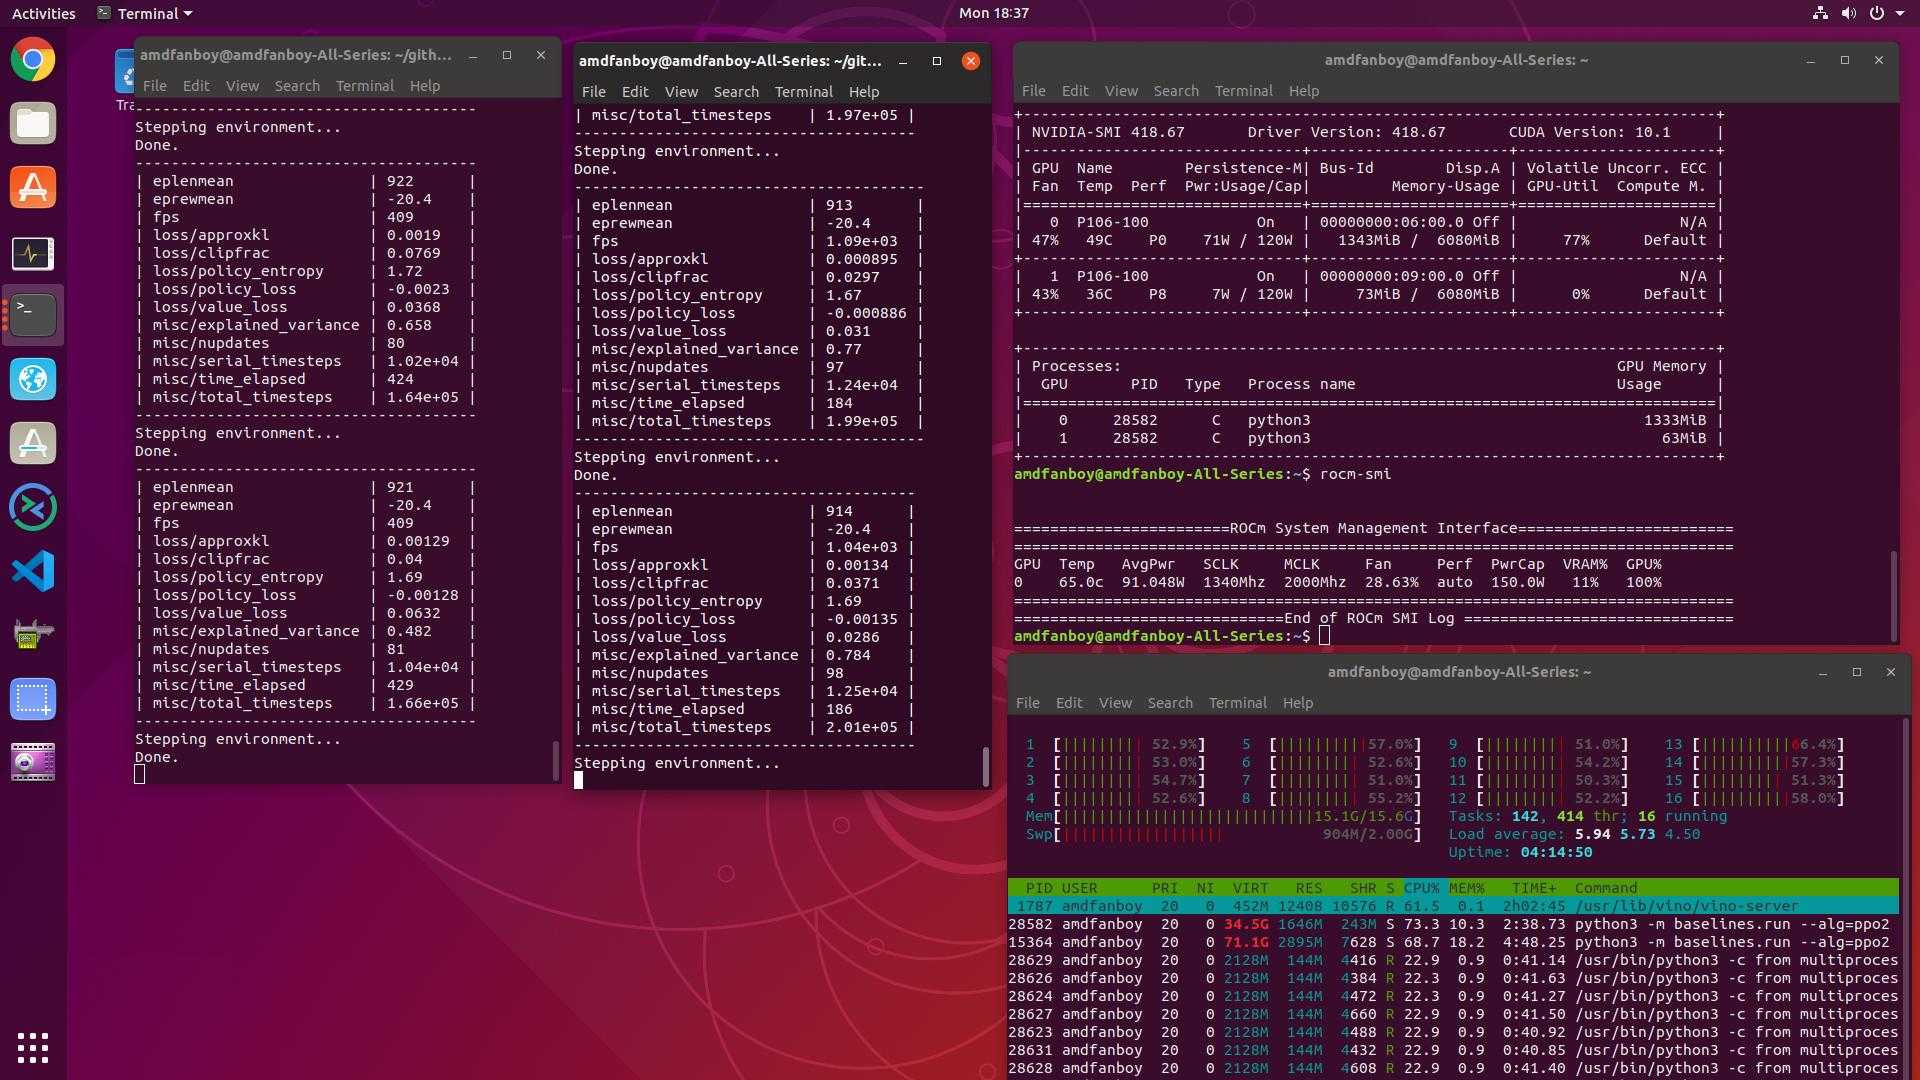 Activities Terminal Mon 18:37
Tra
amdfanboy@amdfanboy-All-Series: ~/gith...
File Edit View Search Terminal Help
-----------------------------------
Stepping environment...
Done.
--------------------------------------
| eplenmean | 922 |
| eprewmean | -20.4 |
| fps | 409 |
| loss/approxkl | 0.0019 |
| loss/clipfrac | 0.0769 |
| loss/policy_entropy | 1.72 |
| loss/policy_loss | -0.0023 |
| loss/value_loss | 0.0368 |
| misc/explained_variance | 0.658 |
| misc/nupdates | 80 |
| misc/serial_timesteps | 1.02e+04 |
| misc/time_elapsed | 424 |
| misc/total_timesteps | 1.64e+05 |
--------------------------------------
Stepping environment...
Done.
--------------------------------------
| eplenmean | 921 |
| eprewmean | -20.4 |
| fps | 409 |
| loss/approxkl | 0.00129 |
| loss/clipfrac | 0.04 |
| loss/policy_entropy | 1.69 |
| loss/policy_loss | -0.00128 |
| loss/value_loss | 0.0632 |
| misc/explained_variance | 0.482 |
| misc/nupdates | 81 |
| misc/serial_timesteps | 1.04e+04 |
| misc/time_elapsed | 429 |
| misc/total_timesteps | 1.66e+05 |
--------------------------------------
Stepping environment...
Done.
amdfanboy@amdfanboy-All-Series: ~/git...
File Edit View Search Terminal Help
| misc/total_timesteps | 1.97e+05 |
--------------------------------------
Stepping environment...
Done.
---------------------------------------
| eplenmean | 913 |
| eprewmean | -20.4 |
| fps | 1.09e+03 |
| loss/approxkl | 0.000895 |
| loss/clipfrac | 0.0297 |
| loss/policy_entropy | 1.67 |
| loss/policy_loss | -0.000886 |
| loss/value_loss | 0.031 |
| misc/explained_variance | 0.77 |
| misc/nupdates | 97 |
| misc/serial_timesteps | 1.24e+04 |
| misc/time_elapsed | 184 |
| misc/total_timesteps | 1.99e+05 |
---------------------------------------
Stepping environment...
Done.
--------------------------------------
| eplenmean | 914 |
| eprewmean | -20.4 |
| fps | 1.04e+03 |
| loss/approxkl | 0.00134 |
| loss/clipfrac | 0.0371 |
| loss/policy_entropy | 1.69 |
| loss/policy_loss | -0.00135 |
| loss/value_loss | 0.0286 |
| misc/explained_variance | 0.784 |
| misc/nupdates | 98 |
| misc/serial_timesteps | 1.25e+04 |
| misc/time_elapsed | 186 |
| misc/total_timesteps | 2.01e+05 |
--------------------------------------
Stepping environment...
amdfanboy@amdfanboy-All-Series: ~
File Edit View Search Terminal Help
+-----------------------------------------------------------------------------+
| NVIDIA-SMI 418.67 Driver Version: 418.67 CUDA Version: 10.1 |
|-------------------------------+----------------------+----------------------+
| GPU Name Persistence-M| Bus-Id Disp.A | Volatile Uncorr. ECC |
| Fan Temp Perf Pwr:Usage/Cap| Memory-Usage | GPU-Util Compute M. |
|===============================+======================+======================|
| 0 P106-100 On | 00000000:06:00.0 Off | N/A |
| 47% 49C P0 71W / 120W | 1343MiB / 6080MiB | 77% Default |
+-------------------------------+----------------------+----------------------+
| 1 P106-100 On | 00000000:09:00.0 Off | N/A |
| 43% 36C P8 7W / 120W | 73MiB / 6080MiB | 0% Default |
+-------------------------------+----------------------+----------------------+
+-----------------------------------------------------------------------------+
| Processes: GPU Memory |
| GPU PID Type Process name Usage |
|=============================================================================|
| 0 28582 C python3 1333MiB |
| 1 28582 C python3 63MiB |
+-----------------------------------------------------------------------------+
amdfanboy@amdfanboy-All-Series:~$ rocm-smi
========================ROCm System Management Interface========================
================================================================================
GPU Temp AvgPwr SCLK MCLK Fan Perf PwrCap VRAM% GPU%
0 65.0c 91.048W 1340Mhz 2000Mhz 28.63% auto 150.0W 11% 100%
================================================================================
==============================End of ROCm SMI Log ==============================
amdfanboy@amdfanboy-All-Series:~$
amdfanboy@amdfanboy-All-Series: ~
File Edit View Search Terminal Help
1 [||||||||| 52.9%] 5 [||||||||||57.0%] 9 [||||||||| 51.0%] 13 [|||||||||||66.4%]
2 [||||||||| 53.0%] 6 [||||||||| 52.6%] 10 [||||||||| 54.2%] 14 [||||||||||57.3%]
3 [||||||||| 54.7%] 7 [||||||||| 51.0%] 11 [||||||||| 50.3%] 15 [||||||||| 51.3%]
4 [||||||||| 52.6%] 8 [||||||||| 55.2%] 12 [||||||||| 52.2%] 16 [||||||||||58.0%]
Mem[||||||||||||||||||||||||||||15.1G/15.6G] Tasks: 142, 414 thr; 16 running
Swp[|||||||||||||||||| 904M/2.00G] Load average: 5.94 5.73 4.50
Uptime: 04:14:50
PID USER PRI NI VIRT RES SHR S CPU% MEM% TIME+ Command
1787 amdfanboy 20 0 452M 12408 10576 R 61.5 0.1 2h02:45 /usr/lib/vino/vino-server
28582 amdfanboy 20 0 34.5G 1646M 243M S 73.3 10.3 2:38.73 python3 -m baselines.run --alg=ppo2
15364 amdfanboy 20 0 71.1G 2895M 7628 S 68.7 18.2 4:48.25 python3 -m baselines.run --alg=ppo2
28629 amdfanboy 20 0 2128M 144M 4416 R 22.9 0.9 0:41.14 /usr/bin/python3 -c from multiproces
28626 amdfanboy 20 0 2128M 144M 4384 R 22.3 0.9 0:41.63 /usr/bin/python3 -c from multiproces
28624 amdfanboy 20 0 2128M 144M 4472 R 22.3 0.9 0:41.27 /usr/bin/python3 -c from multiproces
28627 amdfanboy 20 0 2128M 144M 4660 R 22.9 0.9 0:41.50 /usr/bin/python3 -c from multiproces
28623 amdfanboy 20 0 2128M 144M 4488 R 22.9 0.9 0:40.92 /usr/bin/python3 -c from multiproces
28631 amdfanboy 20 0 2128M 144M 4432 R 22.9 0.9 0:40.85 /usr/bin/python3 -c from multiproces
28628 amdfanboy 20 0 2128M 144M 4608 R 22.9 0.9 0:41.40 /usr/bin/python3 -c from multiproces